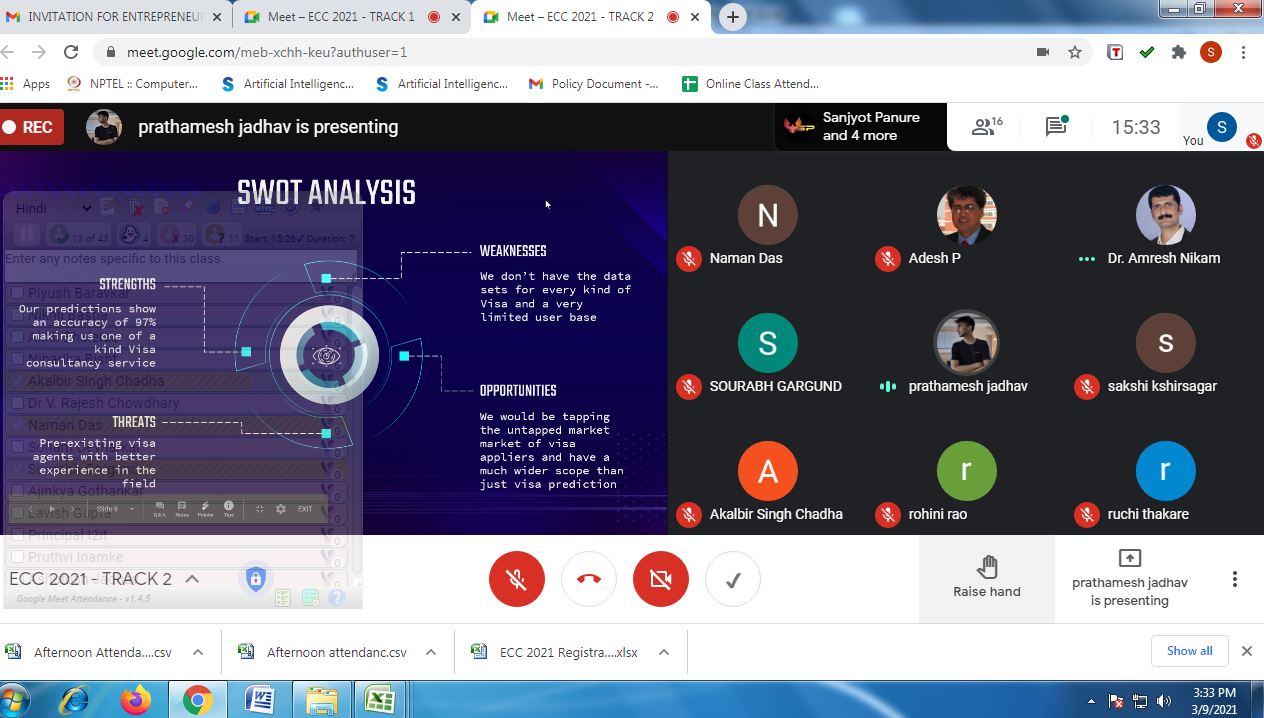 INVITATION FOR ENTREPRENEUR
Meet – ECC 2021 - TRACK 1
Meet – ECC 2021 - TRACK 2
meet.google.com/meb-xchh-keu?authuser=1
S
Apps
NPTEL :: Computer...
Artificial Intelligenc...
Artificial Intelligenc...
Policy Document -...
Online Class Attend...
REC
prathamesh jadhav is presenting
Sanjyot Panure
and 4 more
16
15:33
You
S
SWOT ANALYSIS
Hindi
13 of 43
4
30
11
Start: 15:26
Duration: 7
Enter any notes specific to this class.
STRENGTHS
Our predictions show
an accuracy of 97%
making us one of a
kind Visa
consultancy service
WEAKNESSES
We don't have the data
sets for every kind of
Visa and a very
limited user base
THREATS
Pre-existing visa
agents with better
experience in the
field
OPPORTUNITIES
We would be tapping
the untapped market
market of visa
appliers and have a
much wider scope than
just visa prediction
Piyush Baravkar
Akalbir Singh Chadha
Dr V. Rajesh Chowdhary
Naman Das
Ajinkya Gothankar
Lavish Gupta
Principal Izit
Pruthvi Inamke
Slide 9
Q&A
Notes
Pointer
Tips
EXIT
N
Naman Das
Adesh P
Dr. Amresh Nikam
S
SOURABH GARGUND
prathamesh jadhav
s
sakshi kshirsagar
A
Akalbir Singh Chadha
r
rohini rao
r
ruchi thakare
ECC 2021 - TRACK 2
Google Meet Attendance - v1.4.5
Raise hand
prathamesh jadhav
is presenting
Afternoon Attenda....csv
Afternoon attendanc.csv
ECC 2021 Registra....xlsx
Show all
3:33 PM
3/9/2021